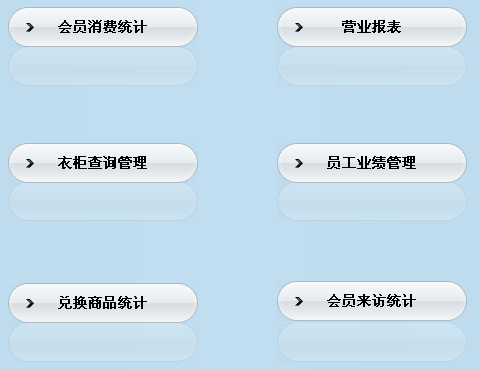 会员消费统计
营业报表
衣柜查询管理
员工业绩管理
兑换商品统计
会员来访统计